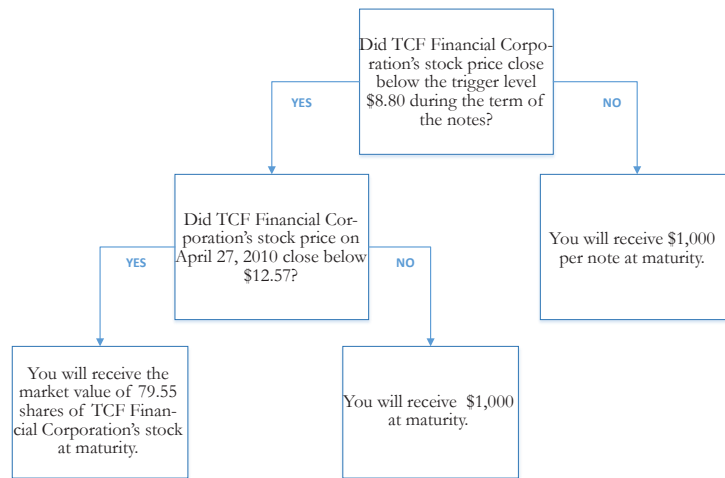 Did TCF Financial Corpo-
ration's stock price close
below the trigger level
$8.80 during the term of
the notes?
YES
NO
Did TCF Financial Cor-
poration's stock price on
April 27, 2010 close below
$12.57?
You will receive $1,000
per note at maturity.
YES
NO
You will receive the
market value of 79.55
shares of TCF Finan-
cial Corporation's stock
at maturity.
You will receive $1,000
at maturity.